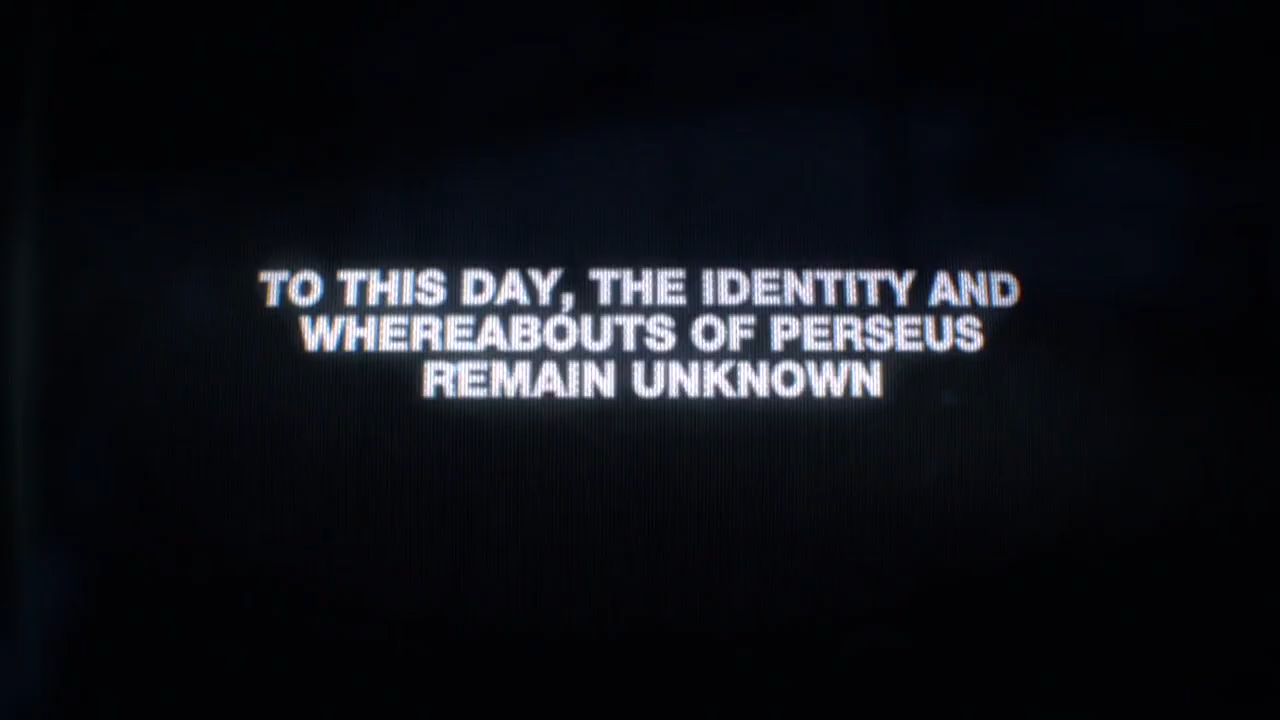 TO THIS DAY, THE IDENTITY AND
WHEREABOUTS OF PERSEUS
REMAIN UNKNOWN